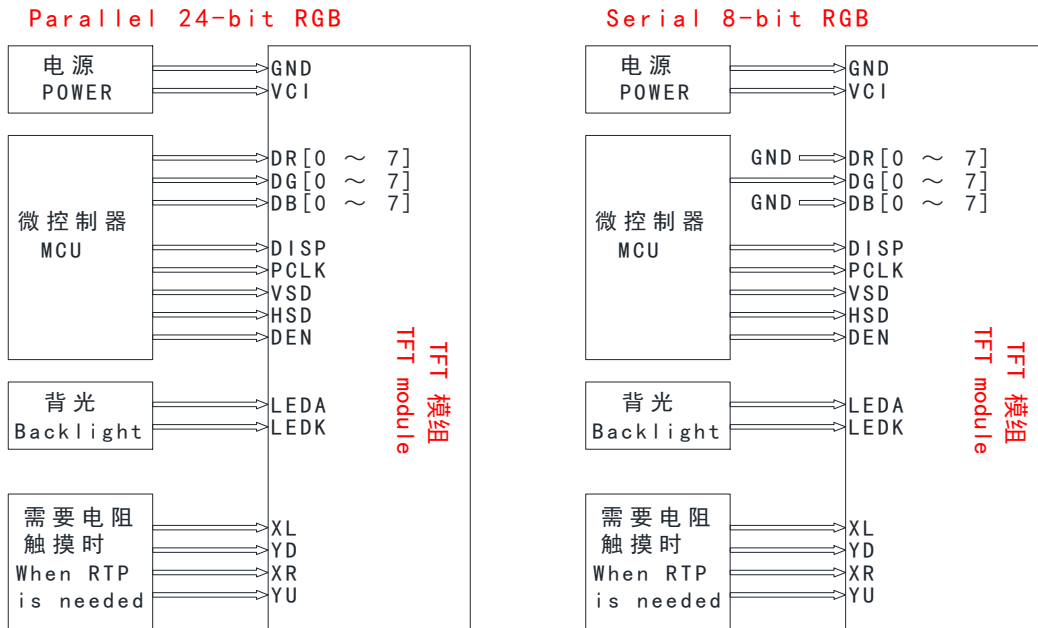 Parallel 24-bit RGB
电源
POWER
GND
VCI
微控制器
MCU
DR[0 ～ 7]
DG[0 ～ 7]
DB[0 ～ 7]
DISP
PCLK
VSD
HSD
DEN
TFT 模组
TFT module
背光
Backlight
LEDA
LEDK
需要电阻
触摸时
When RTP
is needed
XL
YD
XR
YU
Serial 8-bit RGB
电源
POWER
GND
VCI
微控制器
MCU
GND
DR[0 ～ 7]
DG[0 ～ 7]
GND
DB[0 ～ 7]
DISP
PCLK
VSD
HSD
DEN
TFT 模组
TFT module
背光
Backlight
LEDA
LEDK
需要电阻
触摸时
When RTP
is needed
XL
YD
XR
YU